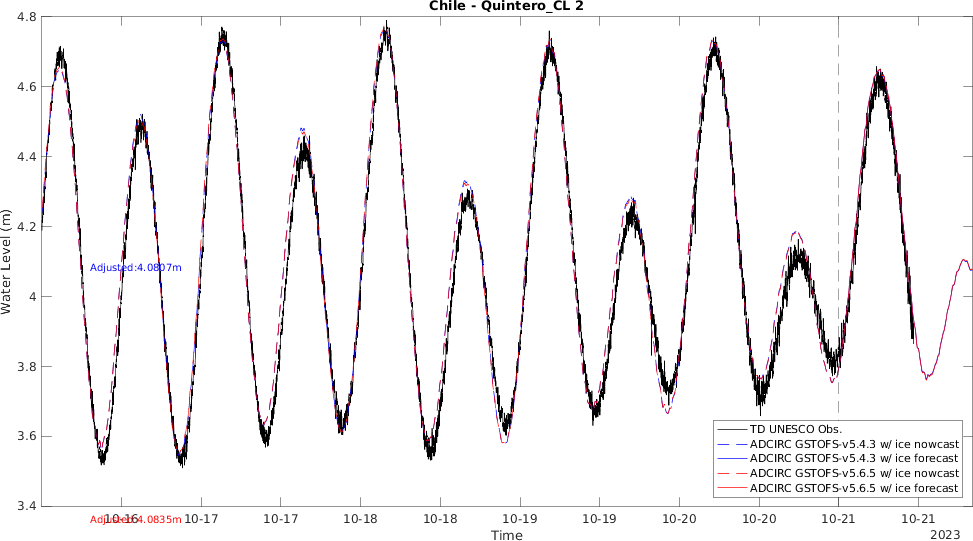 Chile - Quintero_CL 2
4.8
4.6
4.4
4.2
4
3.8
3.6
3.4
Water Level (m)
Adjusted:4.0807m
Adjusted:4.0835m
10-16
10-17
10-17
10-18
10-18
10-19
10-19
10-20
10-20
10-21
10-21
2023
Time
TD UNESCO Obs.
ADCIRC GSTOFS-v5.4.3 w/ ice nowcast
ADCIRC GSTOFS-v5.4.3 w/ ice forecast
ADCIRC GSTOFS-v5.6.5 w/ ice nowcast
ADCIRC GSTOFS-v5.6.5 w/ ice forecast